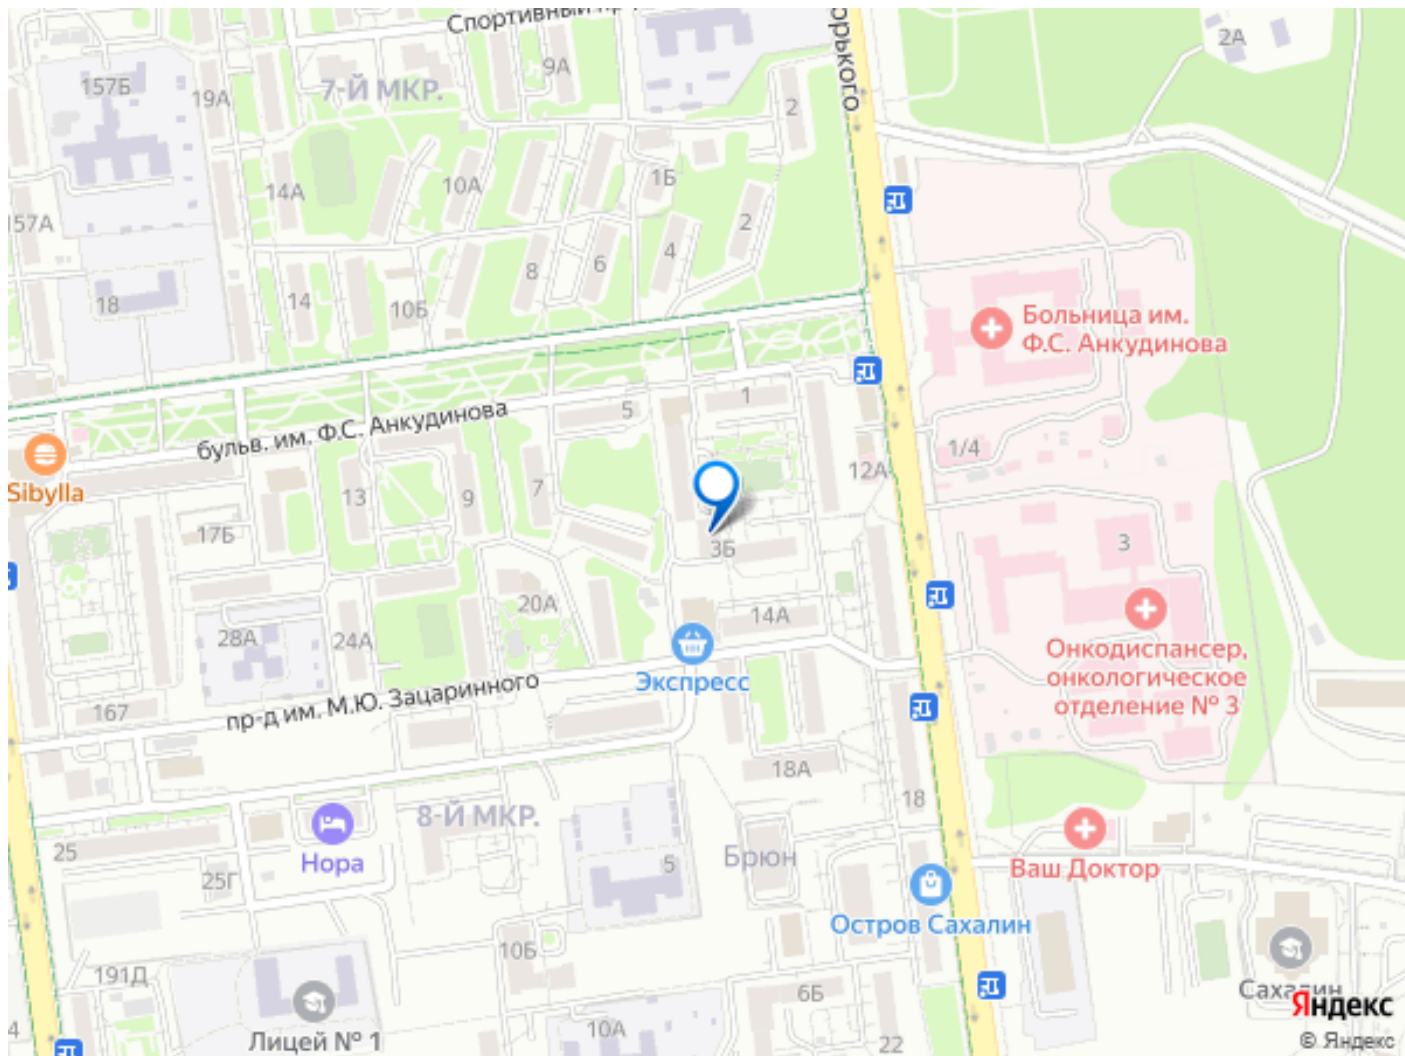 Спортивный пр
орького
2А
9А
157Б
7-Й МКР.
19А
2
14А
10А
1Б
157А
2
4
8
6
18
14
10Б
Больница им.
Ф.С. Анкудинова
1
5
бульв. им. Ф.С. Анкудинова
1/4
Sibylla
12А
13
9
7
17Б
3Б
3
20А
14А
28А
24А
Онкодиспансер,
онкологическое
отделение № 3
Экспресс
пр-д им. М.Ю. Зацаринного
167
18А
18
8-Й МКР.
Нора
25
25Г
5
Брюн
Ваш Доктор
Остров Сахалин
10Б
191Д
6Б
Сахалин
Яндекс
4
Лицей № 1
10А
22
© Яндекс